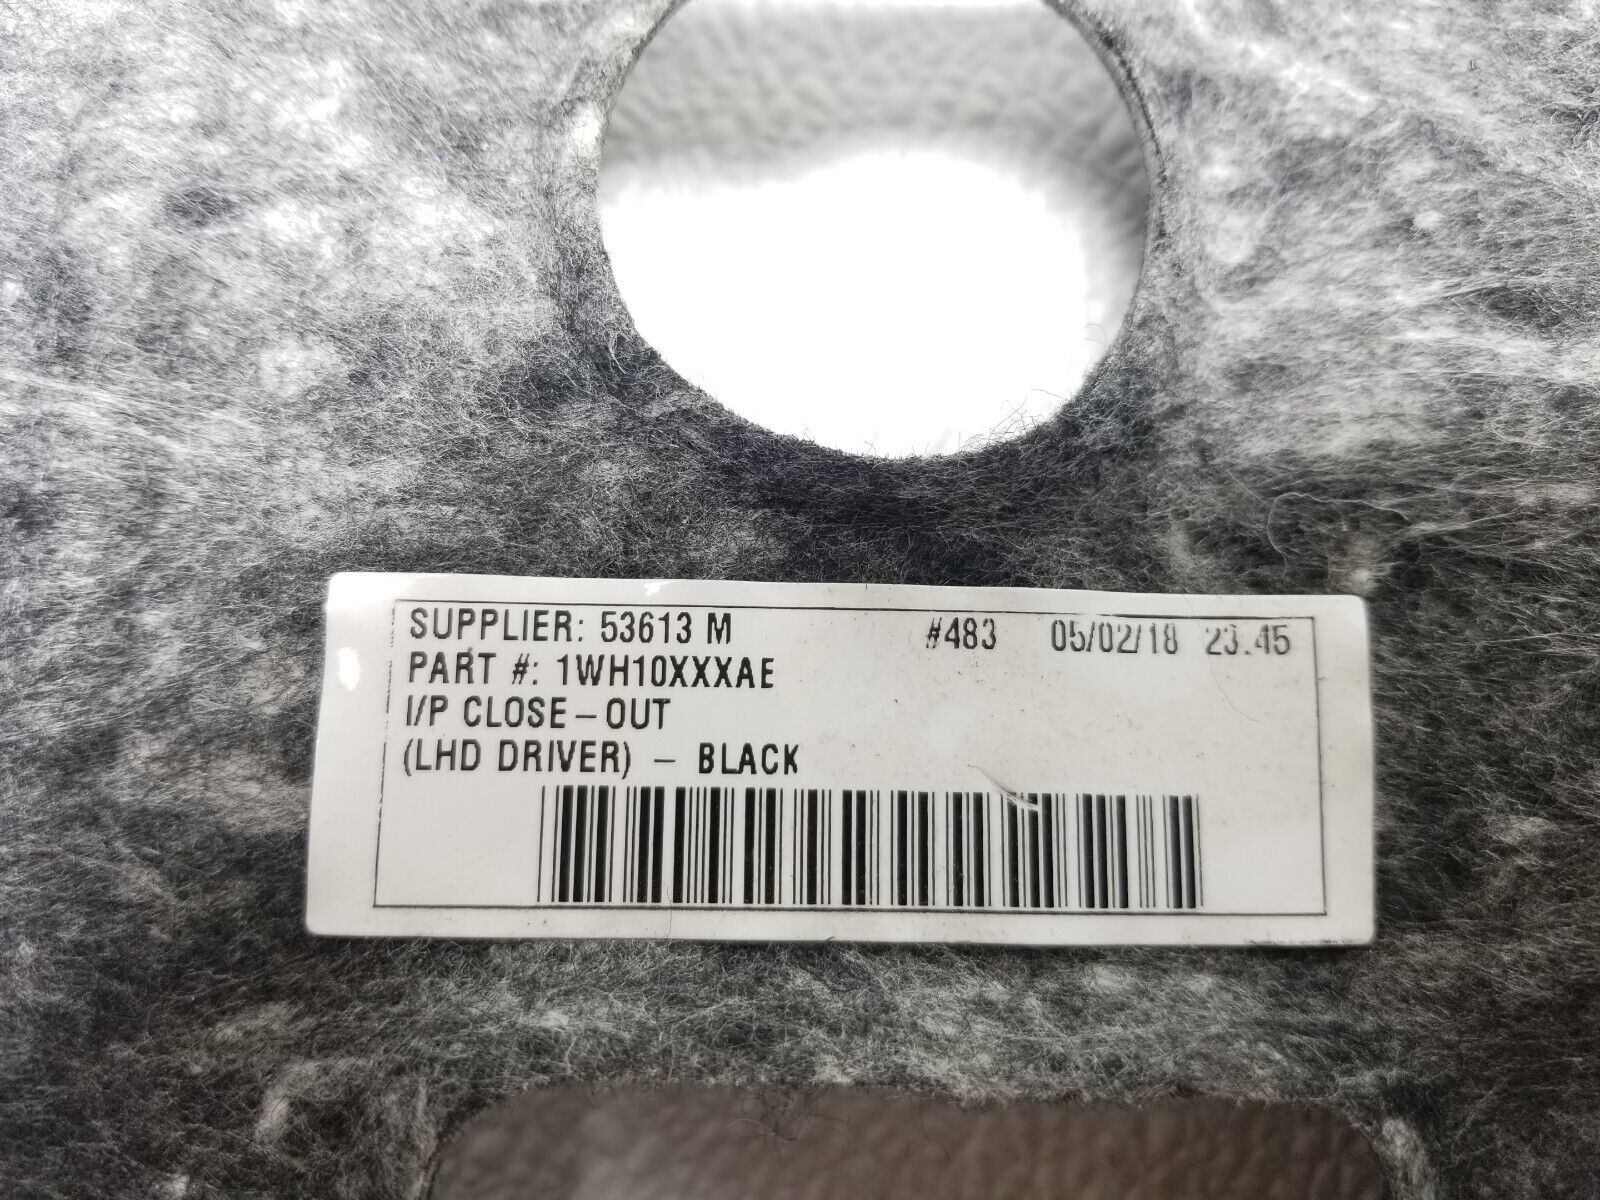 SUPPLIER: 53613 M #483 05/02/18 23.45
PART #: 1WH10XXXAE
I/P CLOSE-OUT
(LHD DRIVER) - BLACK